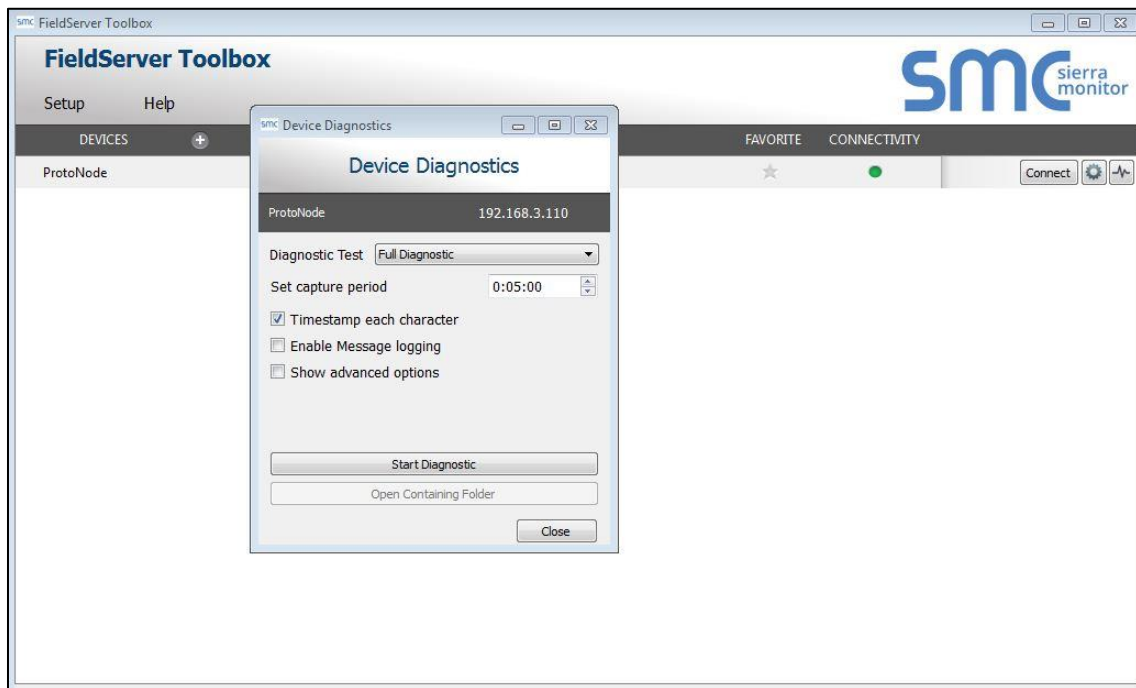 smc FieldServer Toolbox
FieldServer Toolbox
smc sierra monitor
Setup Help
DEVICES FAVORITE CONNECTIVITY
ProtoNode Connect
smc Device Diagnostics
Device Diagnostics
ProtoNode 192.168.3.110
Diagnostic Test Full Diagnostic
Set capture period 0:05:00
Timestamp each character
Enable Message logging
Show advanced options
Start Diagnostic
Open Containing Folder
Close